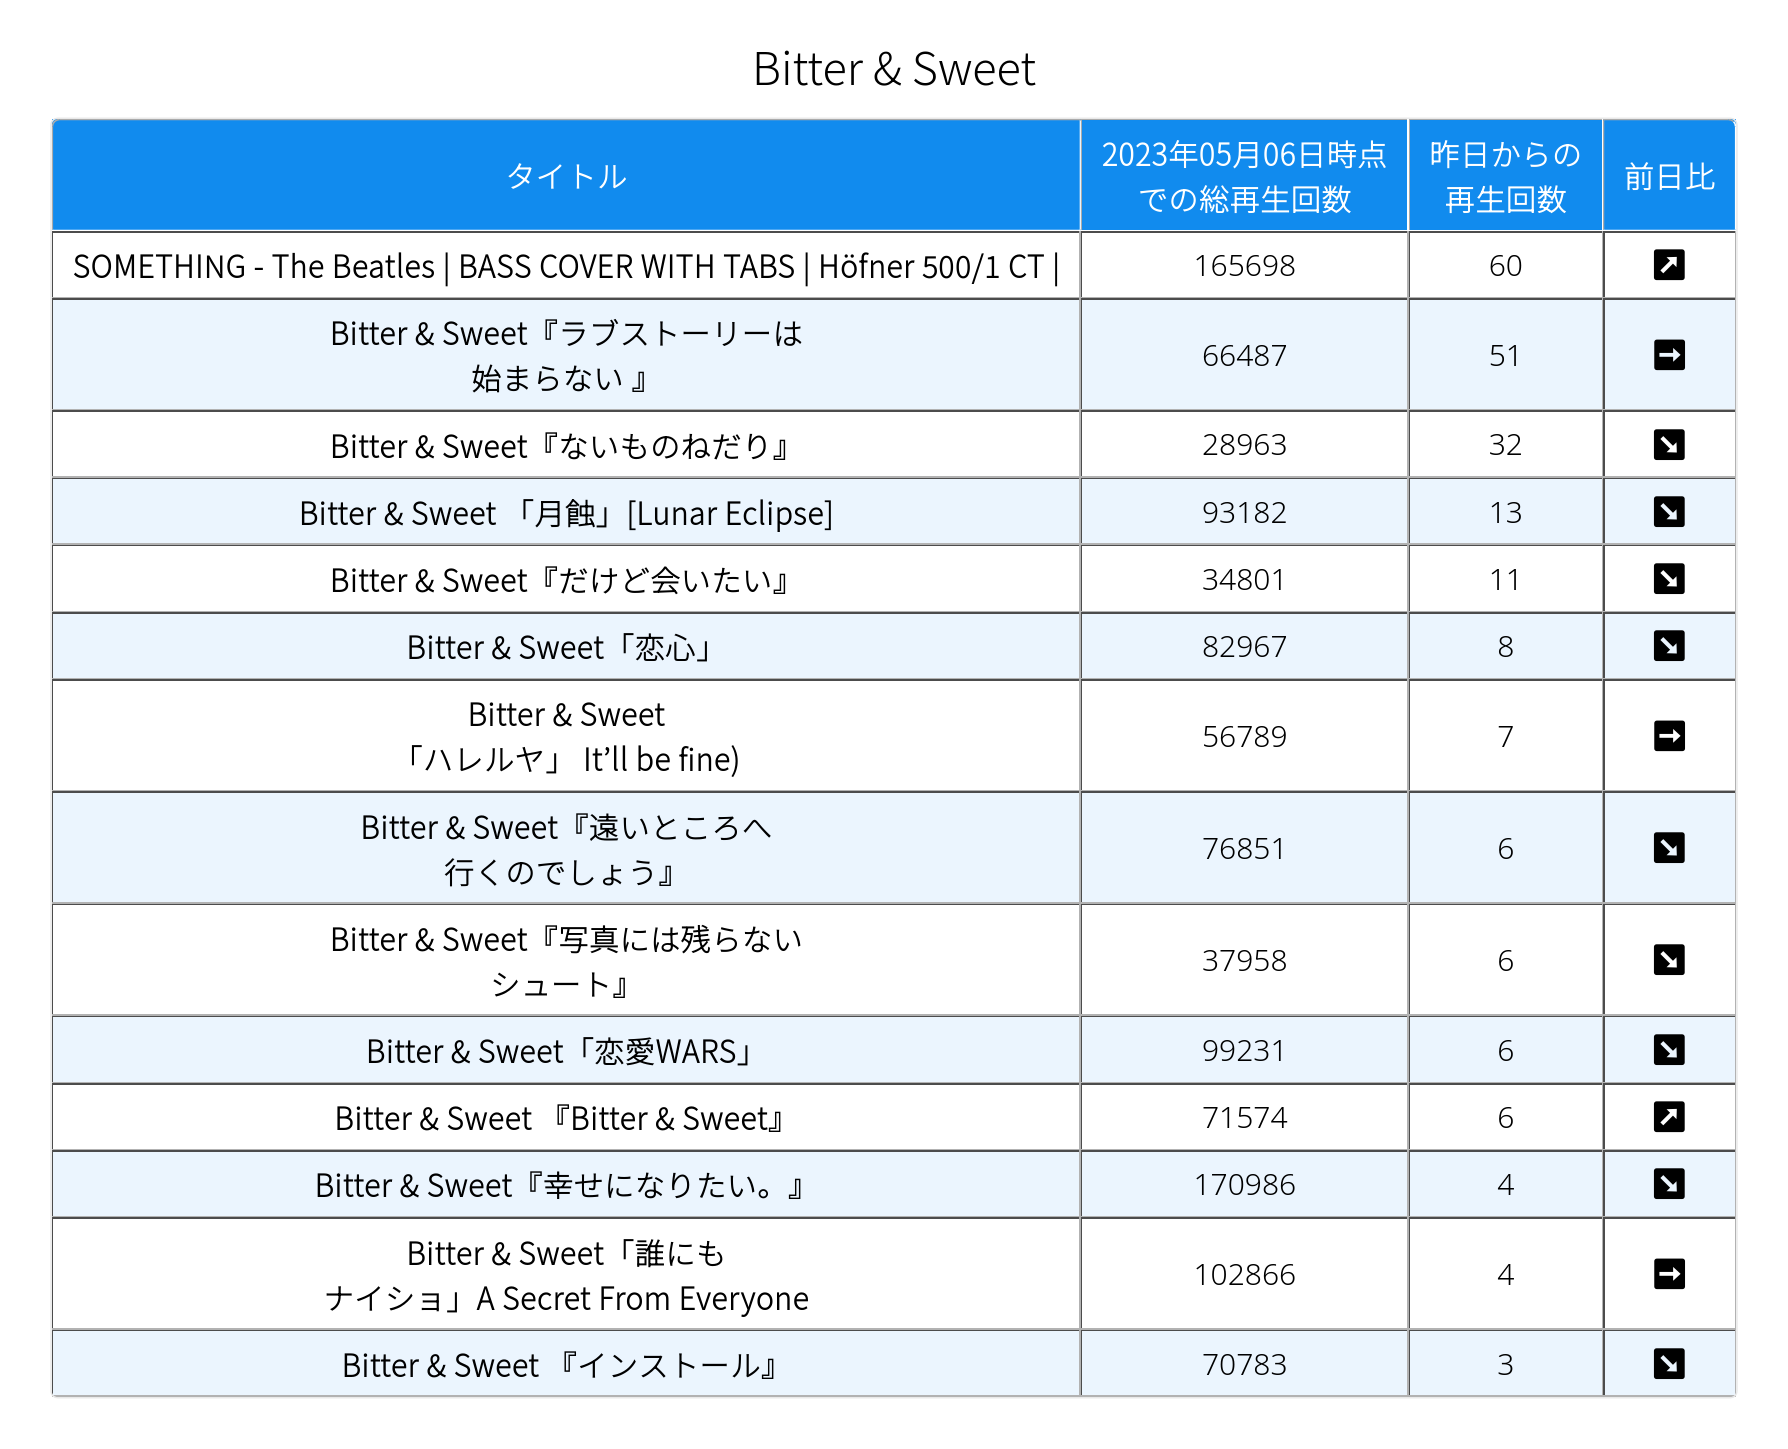 Bitter & Sweet
タイトル
2023年05月06日時点
での総再生回数
昨日からの
再生回数
前日比
SOMETHING - The Beatles | BASS COVER WITH TABS | Höfner 500/1 CT |
165698
60
Bitter & Sweet『ラブストーリーは
始まらない 』
66487
51
Bitter & Sweet『ないものねだり』
28963
32
Bitter & Sweet 「月蝕」[Lunar Eclipse]
93182
13
Bitter & Sweet『だけど会いたい』
34801
11
Bitter & Sweet「恋心」
82967
8
Bitter & Sweet
「ハレルヤ」 It’ll be fine)
56789
7
Bitter & Sweet『遠いところへ
行くのでしょう』
76851
6
Bitter & Sweet『写真には残らない
シュート』
37958
6
Bitter & Sweet「恋愛WARS」
99231
6
Bitter & Sweet 『Bitter & Sweet』
71574
6
Bitter & Sweet『幸せになりたい。』
170986
4
Bitter & Sweet「誰にも
ナイショ」A Secret From Everyone
102866
4
Bitter & Sweet 『インストール』
70783
3